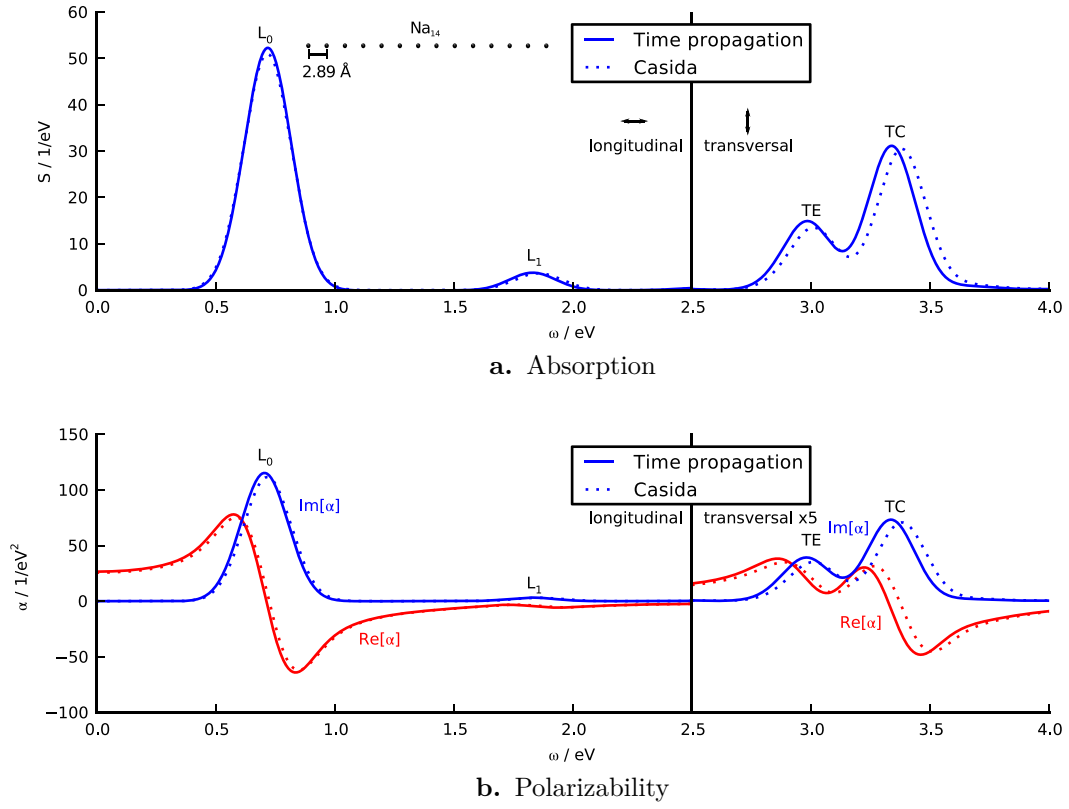 60
50
40
30
20
10
0
S / 1/eV
L₀
Na₁₄
2.89 Å
Time propagation
Casida
longitudinal
transversal
L₁
TE
TC
0.0 0.5 1.0 1.5 2.0 2.5 3.0 3.5 4.0
ω / eV
a. Absorption
150
100
50
0
−50
−100
α / 1/eV²
L₀
Im[α]
Re[α]
L₁
Time propagation
Casida
longitudinal
transversal x5
TE
Im[α]
TC
Re[α]
0.0 0.5 1.0 1.5 2.0 2.5 3.0 3.5 4.0
ω / eV
b. Polarizability